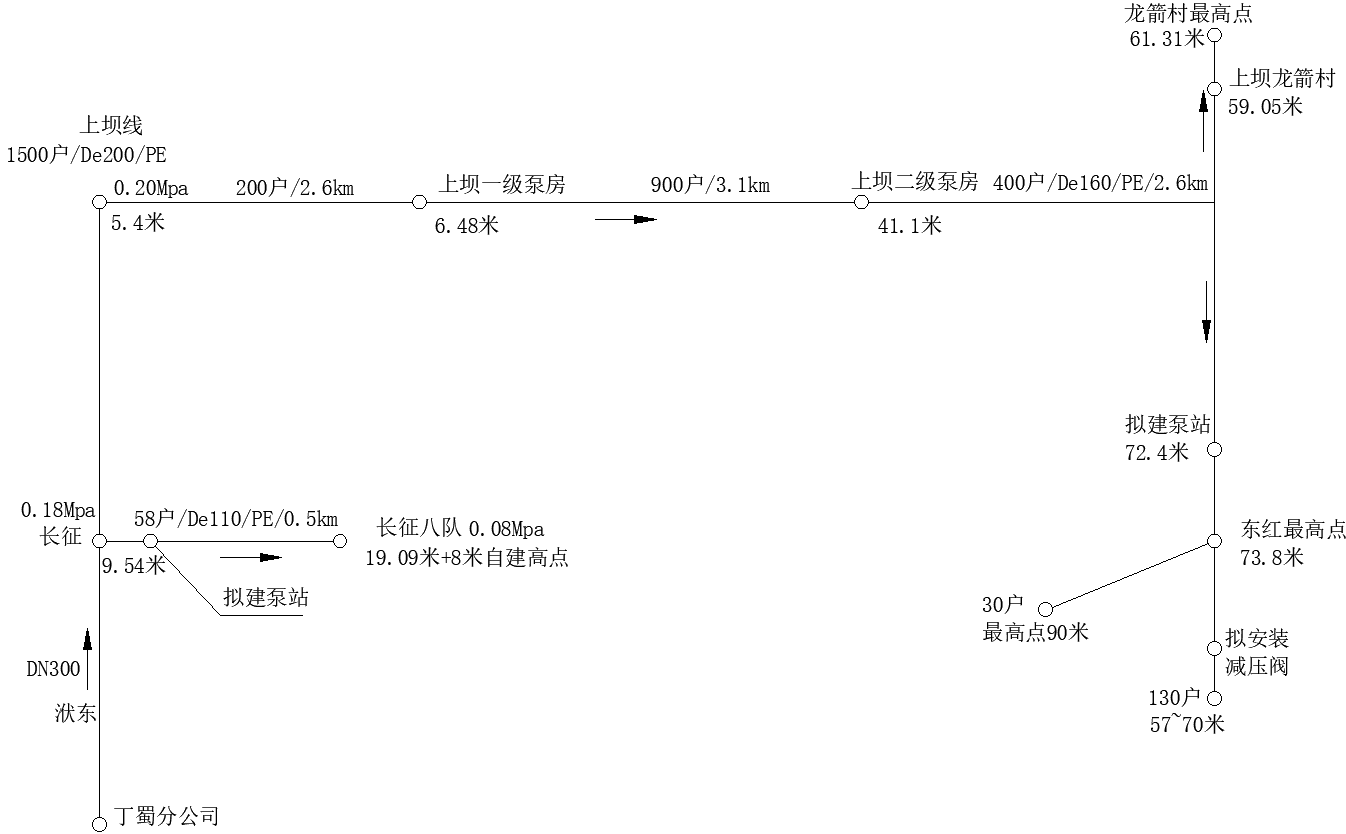 龙箭村最高点
61.31米
上坝龙箭村
59.05米
上坝线
1500户/De200/PE
0.20Mpa
200户/2.6km
上坝一级泵房
900户/3.1km
上坝二级泵房
400户/De160/PE/2.6km
5.4米
6.48米
41.1米
拟建泵站
72.4米
0.18Mpa
长征
58户/De110/PE/0.5km
长征八队 0.08Mpa
19.09米+8米自建高点
9.54米
拟建泵站
东红最高点
73.8米
30户
最高点90米
拟安装
减压阀
DN300
洑东
130户
57~70米
丁蜀分公司